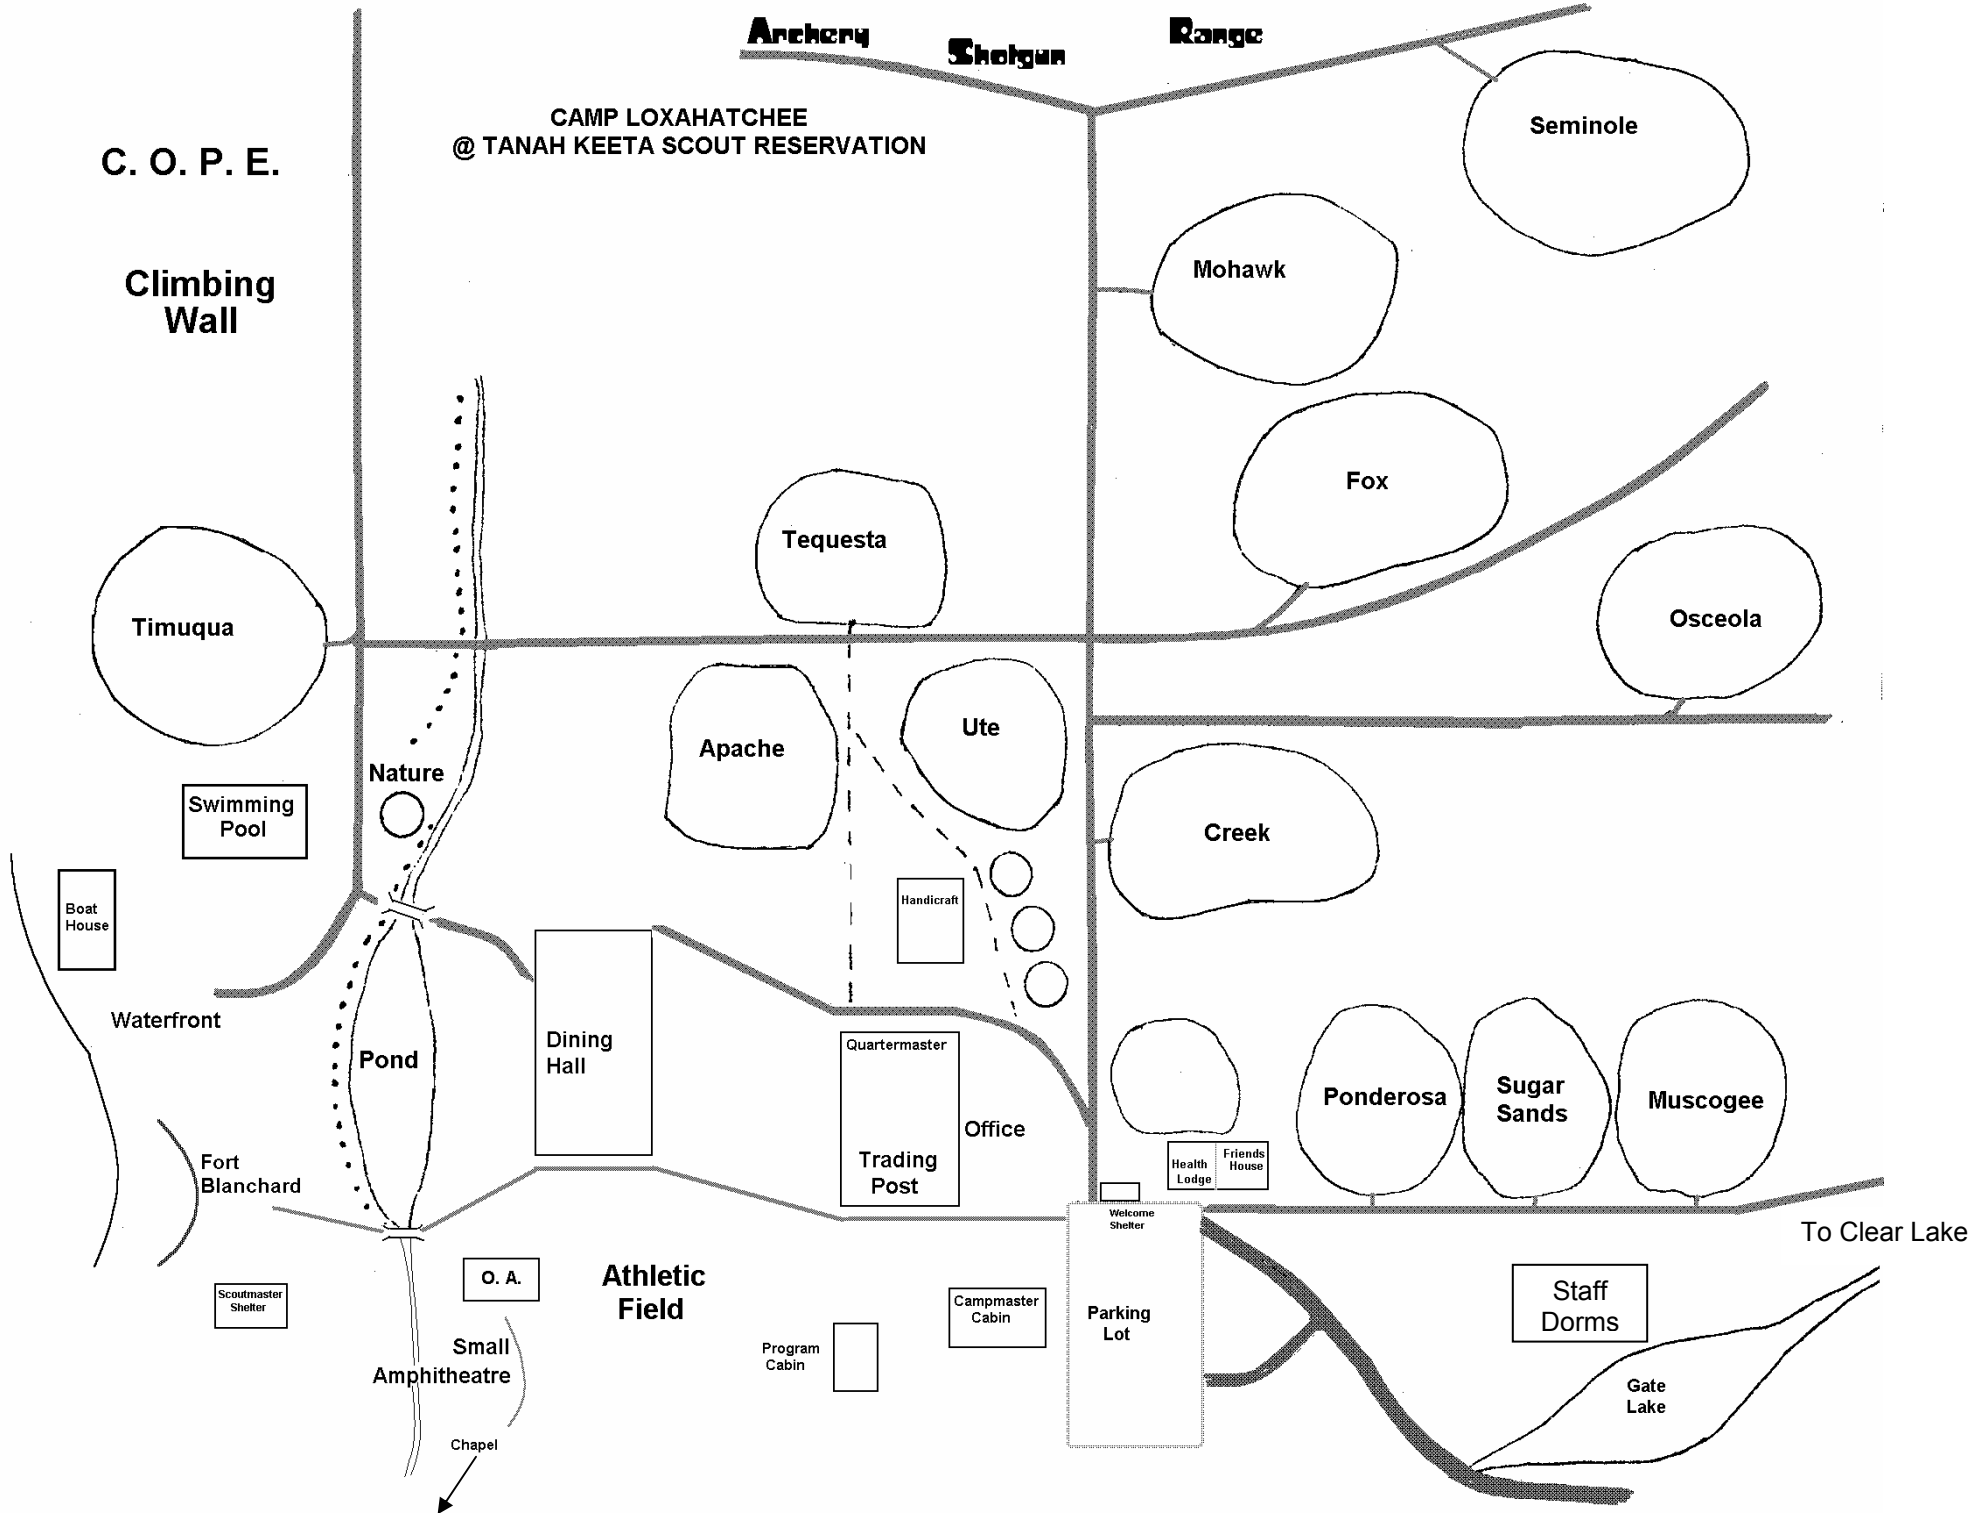 Archery
Shotgun
Range
CAMP LOXAHATCHEE
@ TANAH KEETA SCOUT RESERVATION
C. O. P. E.
Climbing
Wall
Seminole
Mohawk
Fox
Tequesta
Timuqua
Osceola
Apache
Ute
Nature
Swimming
Pool
Creek
Boat
House
Handicraft
Waterfront
Pond
Dining
Hall
Quartermaster
Office
Trading
Post
Ponderosa
Sugar
Sands
Muscogee
Health
Lodge
Friends
House
Fort
Blanchard
Welcome
Shelter
To Clear Lake
Scoutmaster
Shelter
O. A.
Athletic
Field
Campmaster
Cabin
Parking
Lot
Staff
Dorms
Small
Amphitheatre
Program
Cabin
Gate
Lake
Chapel